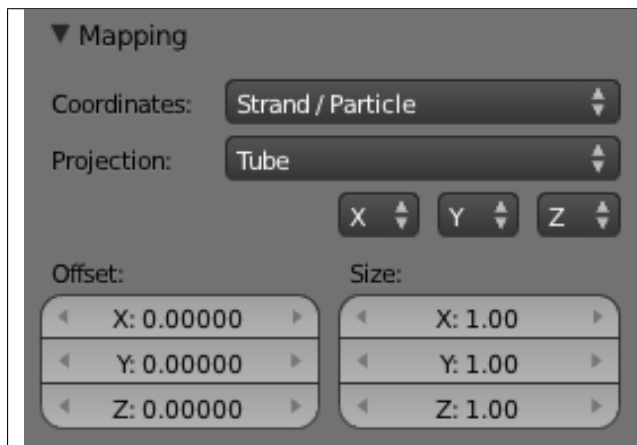 Mapping
Coordinates: Strand / Particle
Projection: Tube
X Y Z
Offset: Size:
X: 0.00000 X: 1.00
Y: 0.00000 Y: 1.00
Z: 0.00000 Z: 1.00